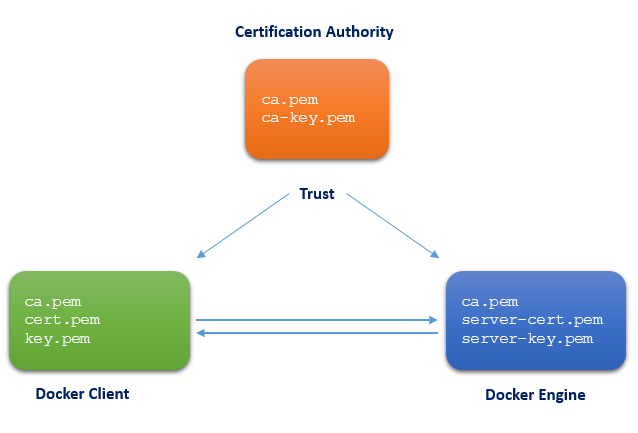 Certification Authority
ca.pem
ca-key.pem
Trust
ca.pem
cert.pem
key.pem
Docker Client
ca.pem
server-cert.pem
server-key.pem
Docker Engine